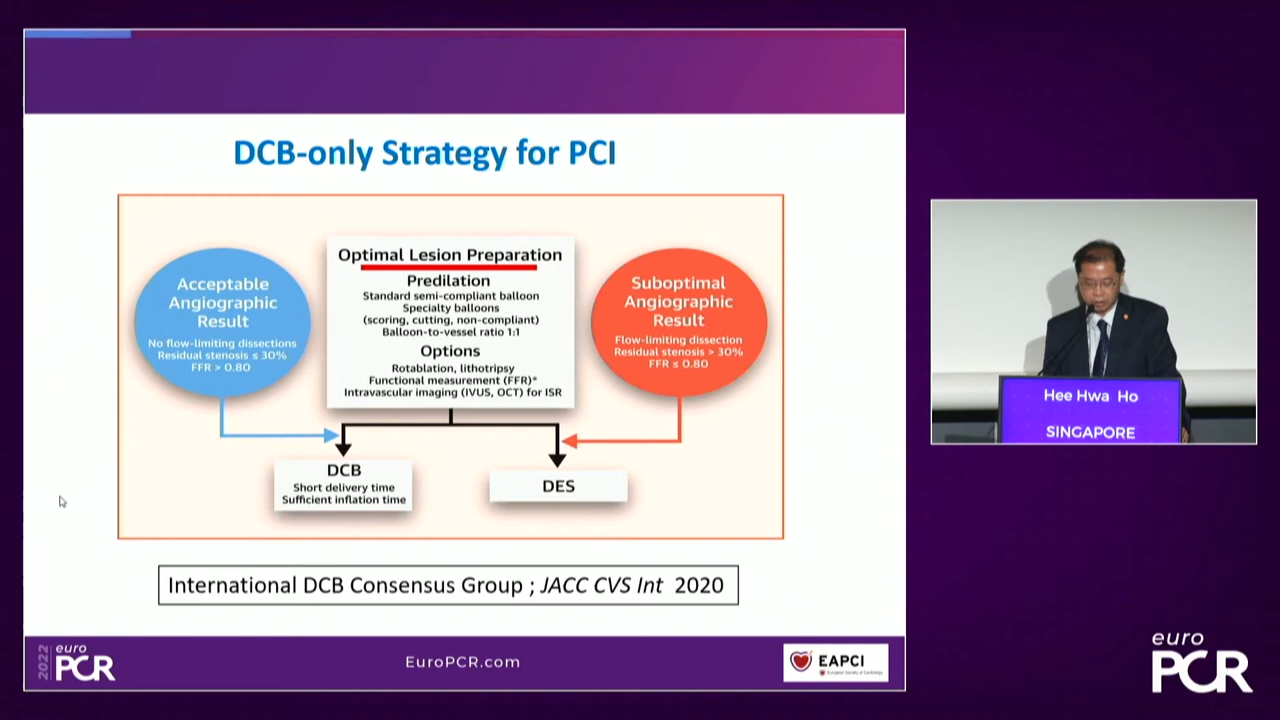 DCB-only Strategy for PCI
Acceptable
Angiographic
Result
No flow-limiting dissections
Residual stenosis ≤ 30%
FFR > 0.80
Optimal Lesion Preparation
Predilation
Standard semi-compliant balloon
Specialty balloons
(scoring, cutting, non-compliant)
Balloon-to-vessel ratio 1:1
Options
Rotablation, lithotripsy
Functional measurement (FFR)*
Intravascular imaging (IVUS, OCT) for ISR
Suboptimal
Angiographic
Result
Flow-limiting dissection
Residual stenosis > 30%
FFR ≤ 0.80
DCB
Short delivery time
Sufficient inflation time
DES
International DCB Consensus Group ; JACC CVS Int 2020
2022
euro
PCR
EuroPCR.com
EAPCI
European Society of Cardiology
Hee Hwa Ho
SINGAPORE
euro
PCR